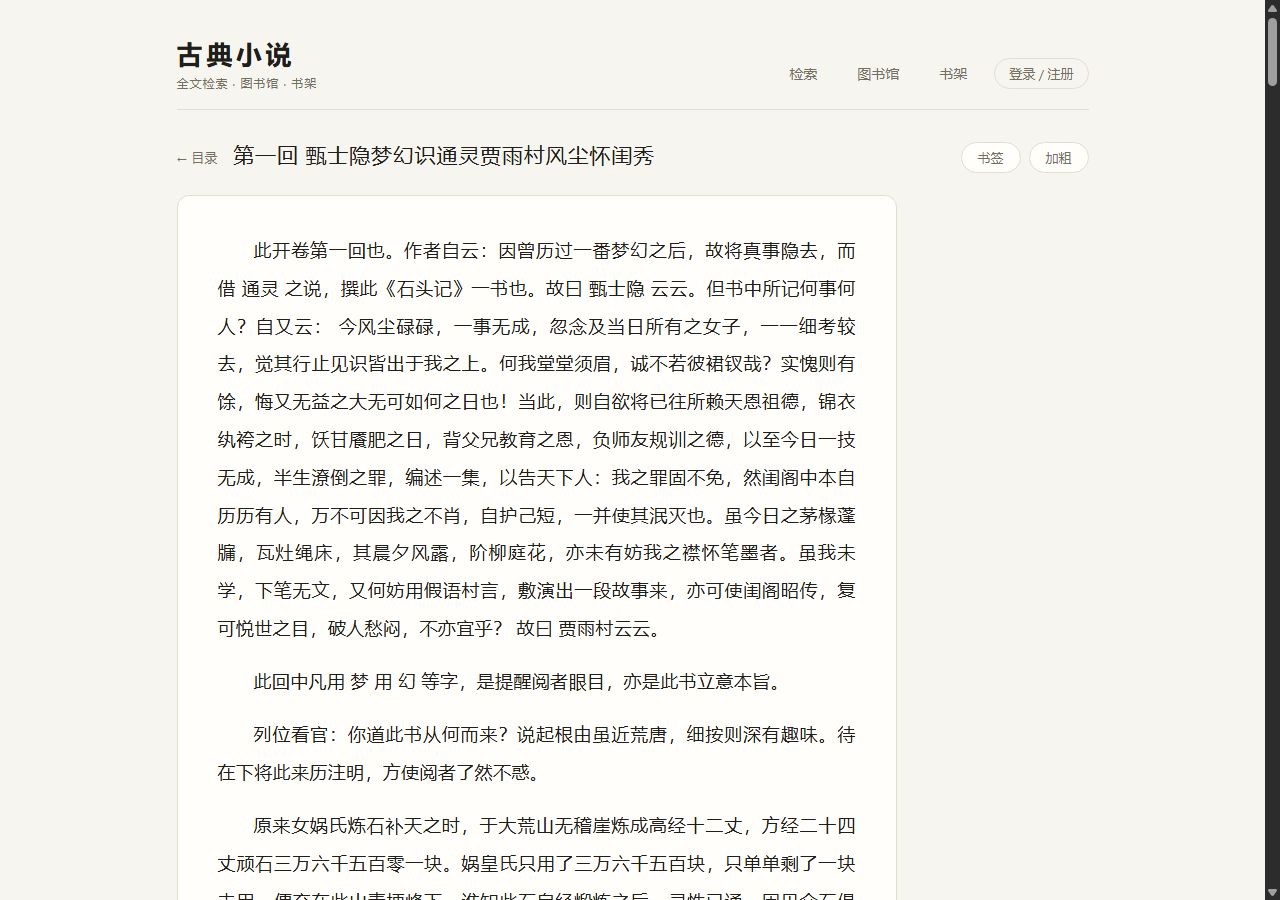 古典小说
全文检索 · 图书馆 · 书架
检索 图书馆 书架 登录 / 注册
← 目录 第一回 甄士隐梦幻识通灵贾雨村风尘怀闺秀 书签 加粗
此开卷第一回也。作者自云：因曾历过一番梦幻之后，故将真事隐去，而
借 通灵 之说，撰此《石头记》一书也。故曰 甄士隐 云云。但书中所记何事何
人？自又云： 今风尘碌碌，一事无成，忽念及当日所有之女子，一一细考较
去，觉其行止见识皆出于我之上。何我堂堂须眉，诚不若彼裙钗哉？实愧则有
馀，悔又无益之大无可如何之日也！当此，则自欲将已往所赖天恩祖德，锦衣
纨袴之时，饫甘餍肥之日，背父兄教育之恩，负师友规训之德，以至今日一技
无成，半生潦倒之罪，编述一集，以告天下人：我之罪固不免，然闺阁中本自
历历有人，万不可因我之不肖，自护己短，一并使其泯灭也。虽今日之茅椽蓬
牖，瓦灶绳床，其晨夕风露，阶柳庭花，亦未有妨我之襟怀笔墨者。虽我未
学，下笔无文，又何妨用假语村言，敷演出一段故事来，亦可使闺阁昭传，复
可悦世之目，破人愁闷，不亦宜乎？ 故曰 贾雨村云云。
此回中凡用 梦 用 幻 等字，是提醒阅者眼目，亦是此书立意本旨。
列位看官：你道此书从何而来？说起根由虽近荒唐，细按则深有趣味。待
在下将此来历注明，方使阅者了然不惑。
原来女娲氏炼石补天之时，于大荒山无稽崖炼成高经十二丈，方经二十四
丈顽石三万六千五百零一块。娲皇氏只用了三万六千五百块，只单单剩了一块